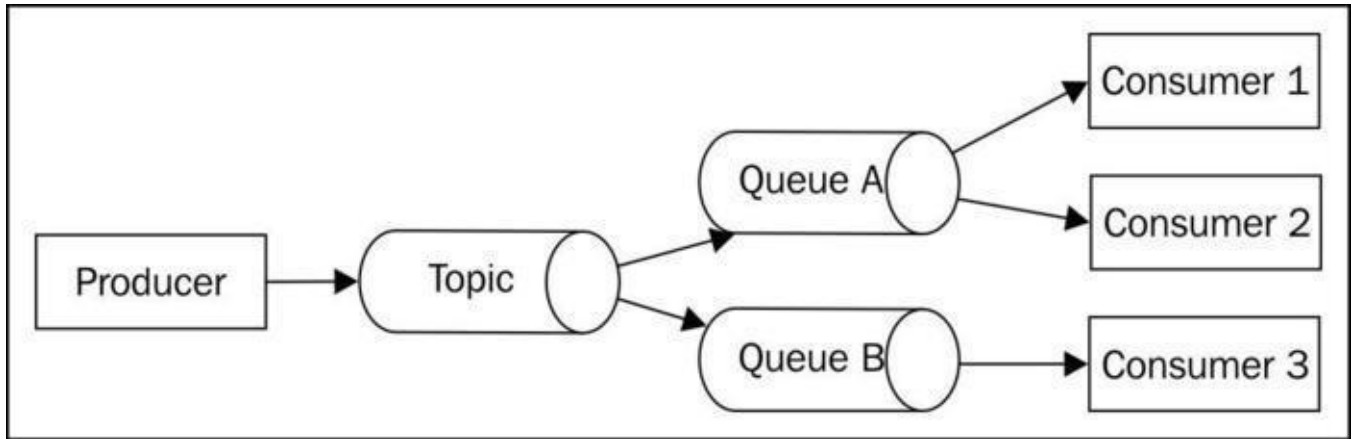 Producer
Topic
Queue A
Queue B
Consumer 1
Consumer 2
Consumer 3